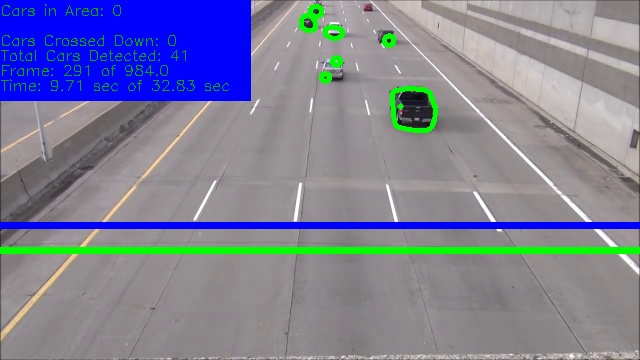 Cars in Area: 0
Cars Crossed Down: 0
Total Cars Detected: 41
Frame: 291 of 984.0
Time: 9.71 sec of 32.83 sec